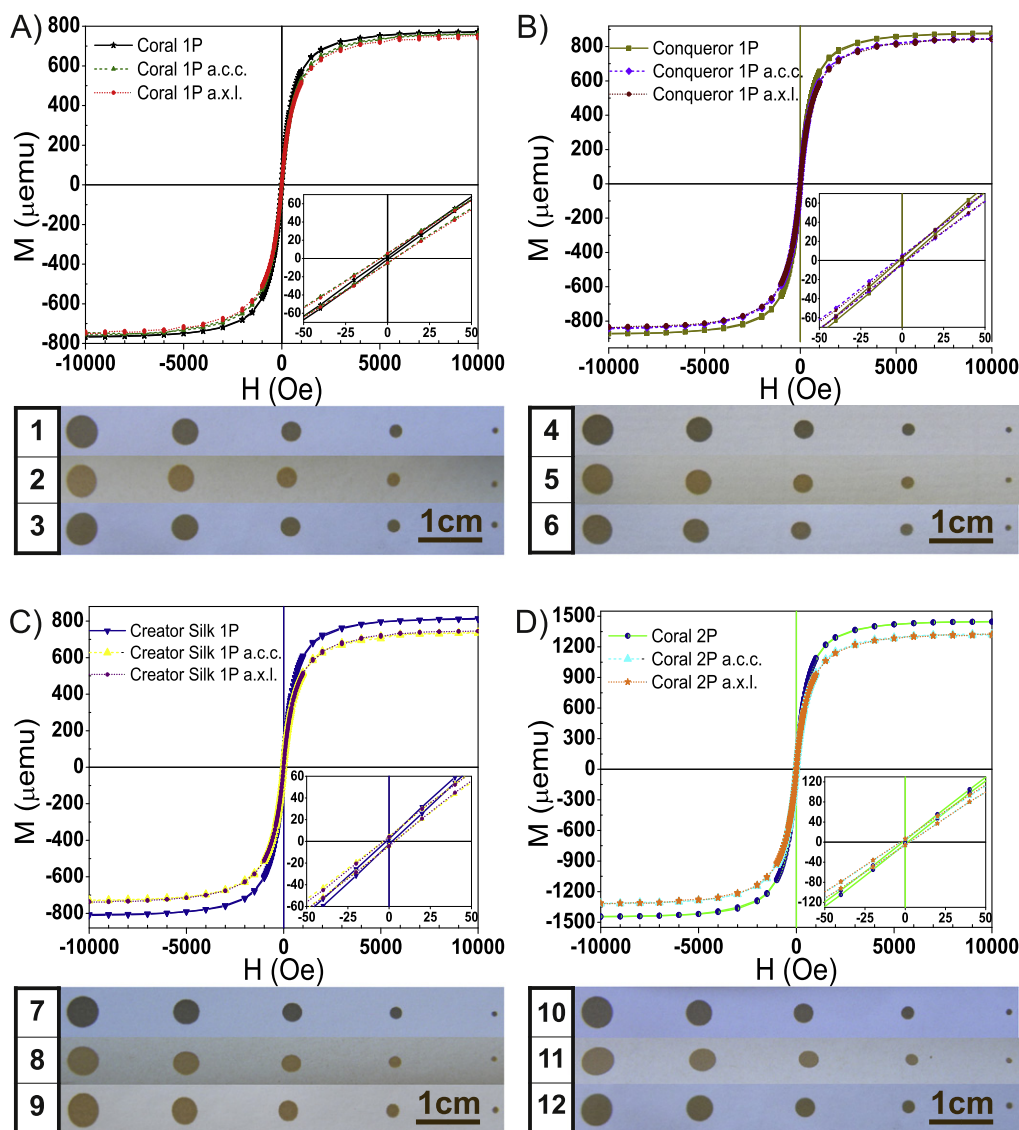 A)
800
600
400
200
0
-200
-400
-600
-800
M (µemu)
Coral 1P
Coral 1P a.c.c.
Coral 1P a.x.l.
60
40
20
0
-20
-40
-60
-50 -25 0 25 50
-10000 -5000 0 5000 10000
H (Oe)
B)
800
600
400
200
0
-200
-400
-600
-800
M (µemu)
Conqueror 1P
Conqueror 1P a.c.c.
Conqueror 1P a.x.l.
60
40
20
0
-20
-40
-60
-50 -25 0 25 50
-10000 -5000 0 5000 10000
H (Oe)
1
2
3
1cm
4
5
6
1cm
C)
800
600
400
200
0
-200
-400
-600
-800
M (µemu)
Creator Silk 1P
Creator Silk 1P a.c.c.
Creator Silk 1P a.x.l.
60
40
20
0
-20
-40
-60
-50 -25 0 25 50
-10000 -5000 0 5000 10000
H (Oe)
D)
1500
1200
900
600
300
0
-300
-600
-900
-1200
-1500
M (µemu)
Coral 2P
Coral 2P a.c.c.
Coral 2P a.x.l.
120
80
40
0
-40
-80
-120
-50 -25 0 25 50
-10000 -5000 0 5000 10000
H (Oe)
7
8
9
1cm
10
11
12
1cm